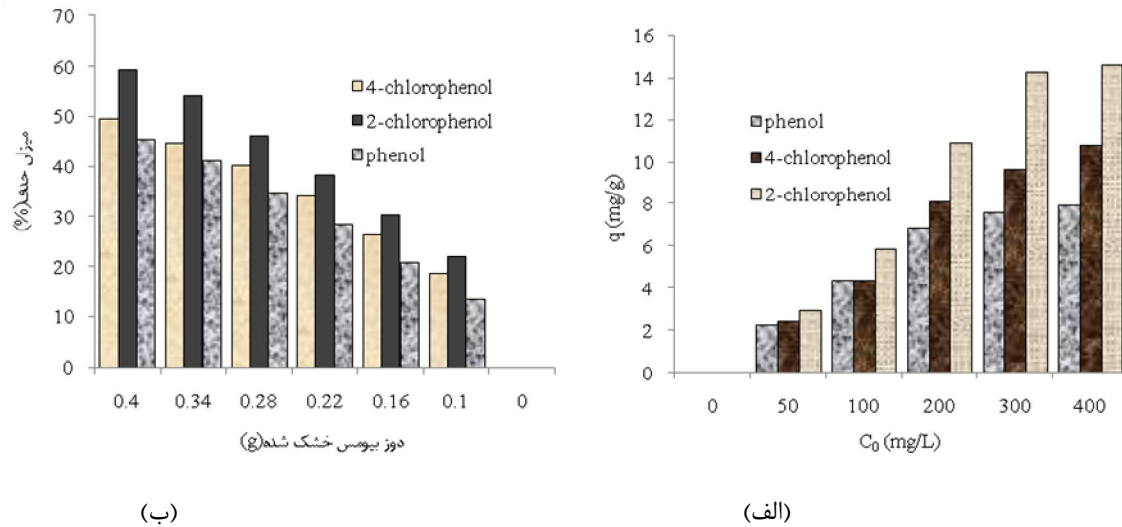 70
60
50
40
30
20
10
0
میزان حذف(%)
4-chlorophenol
2-chlorophenol
phenol
0.4 0.34 0.28 0.22 0.16 0.1 0
دوز بیومس خشک شده(g)
(ب)
16
14
12
10
8
6
4
2
0
q (mg/g)
phenol
4-chlorophenol
2-chlorophenol
0 50 100 200 300 400
C₀ (mg/L)
(الف)